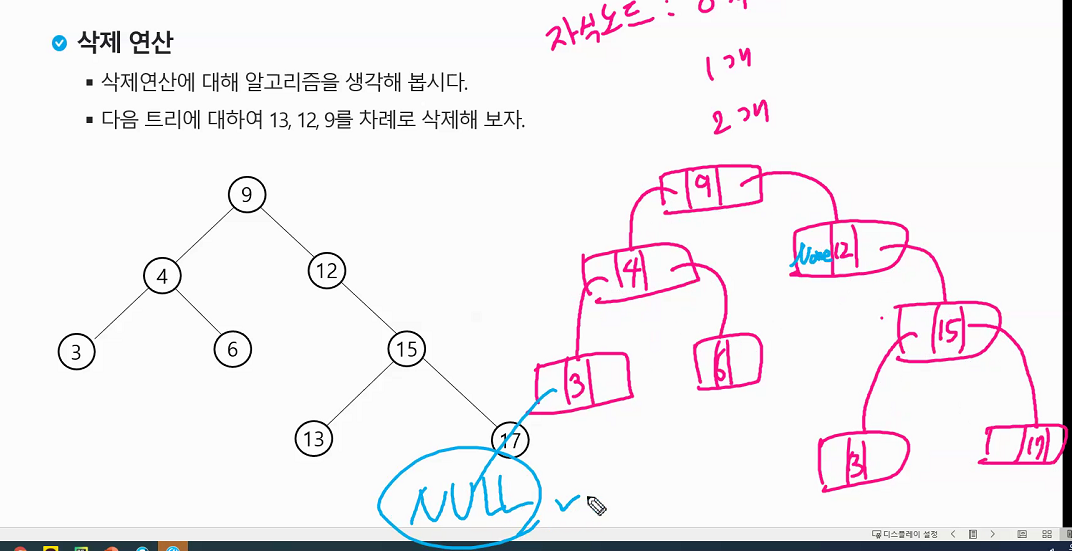 삭제 연산
▪ 삭제연산에 대해 알고리즘을 생각해 봅시다.
▪ 다음 트리에 대하여 13, 12, 9를 차례로 삭제해 보자.
자식노드 :
1개
2개
9
4
12
3
6
15
13
17
9
4
None 12
3
6
15
13
17
NULL
디스플레이 설정